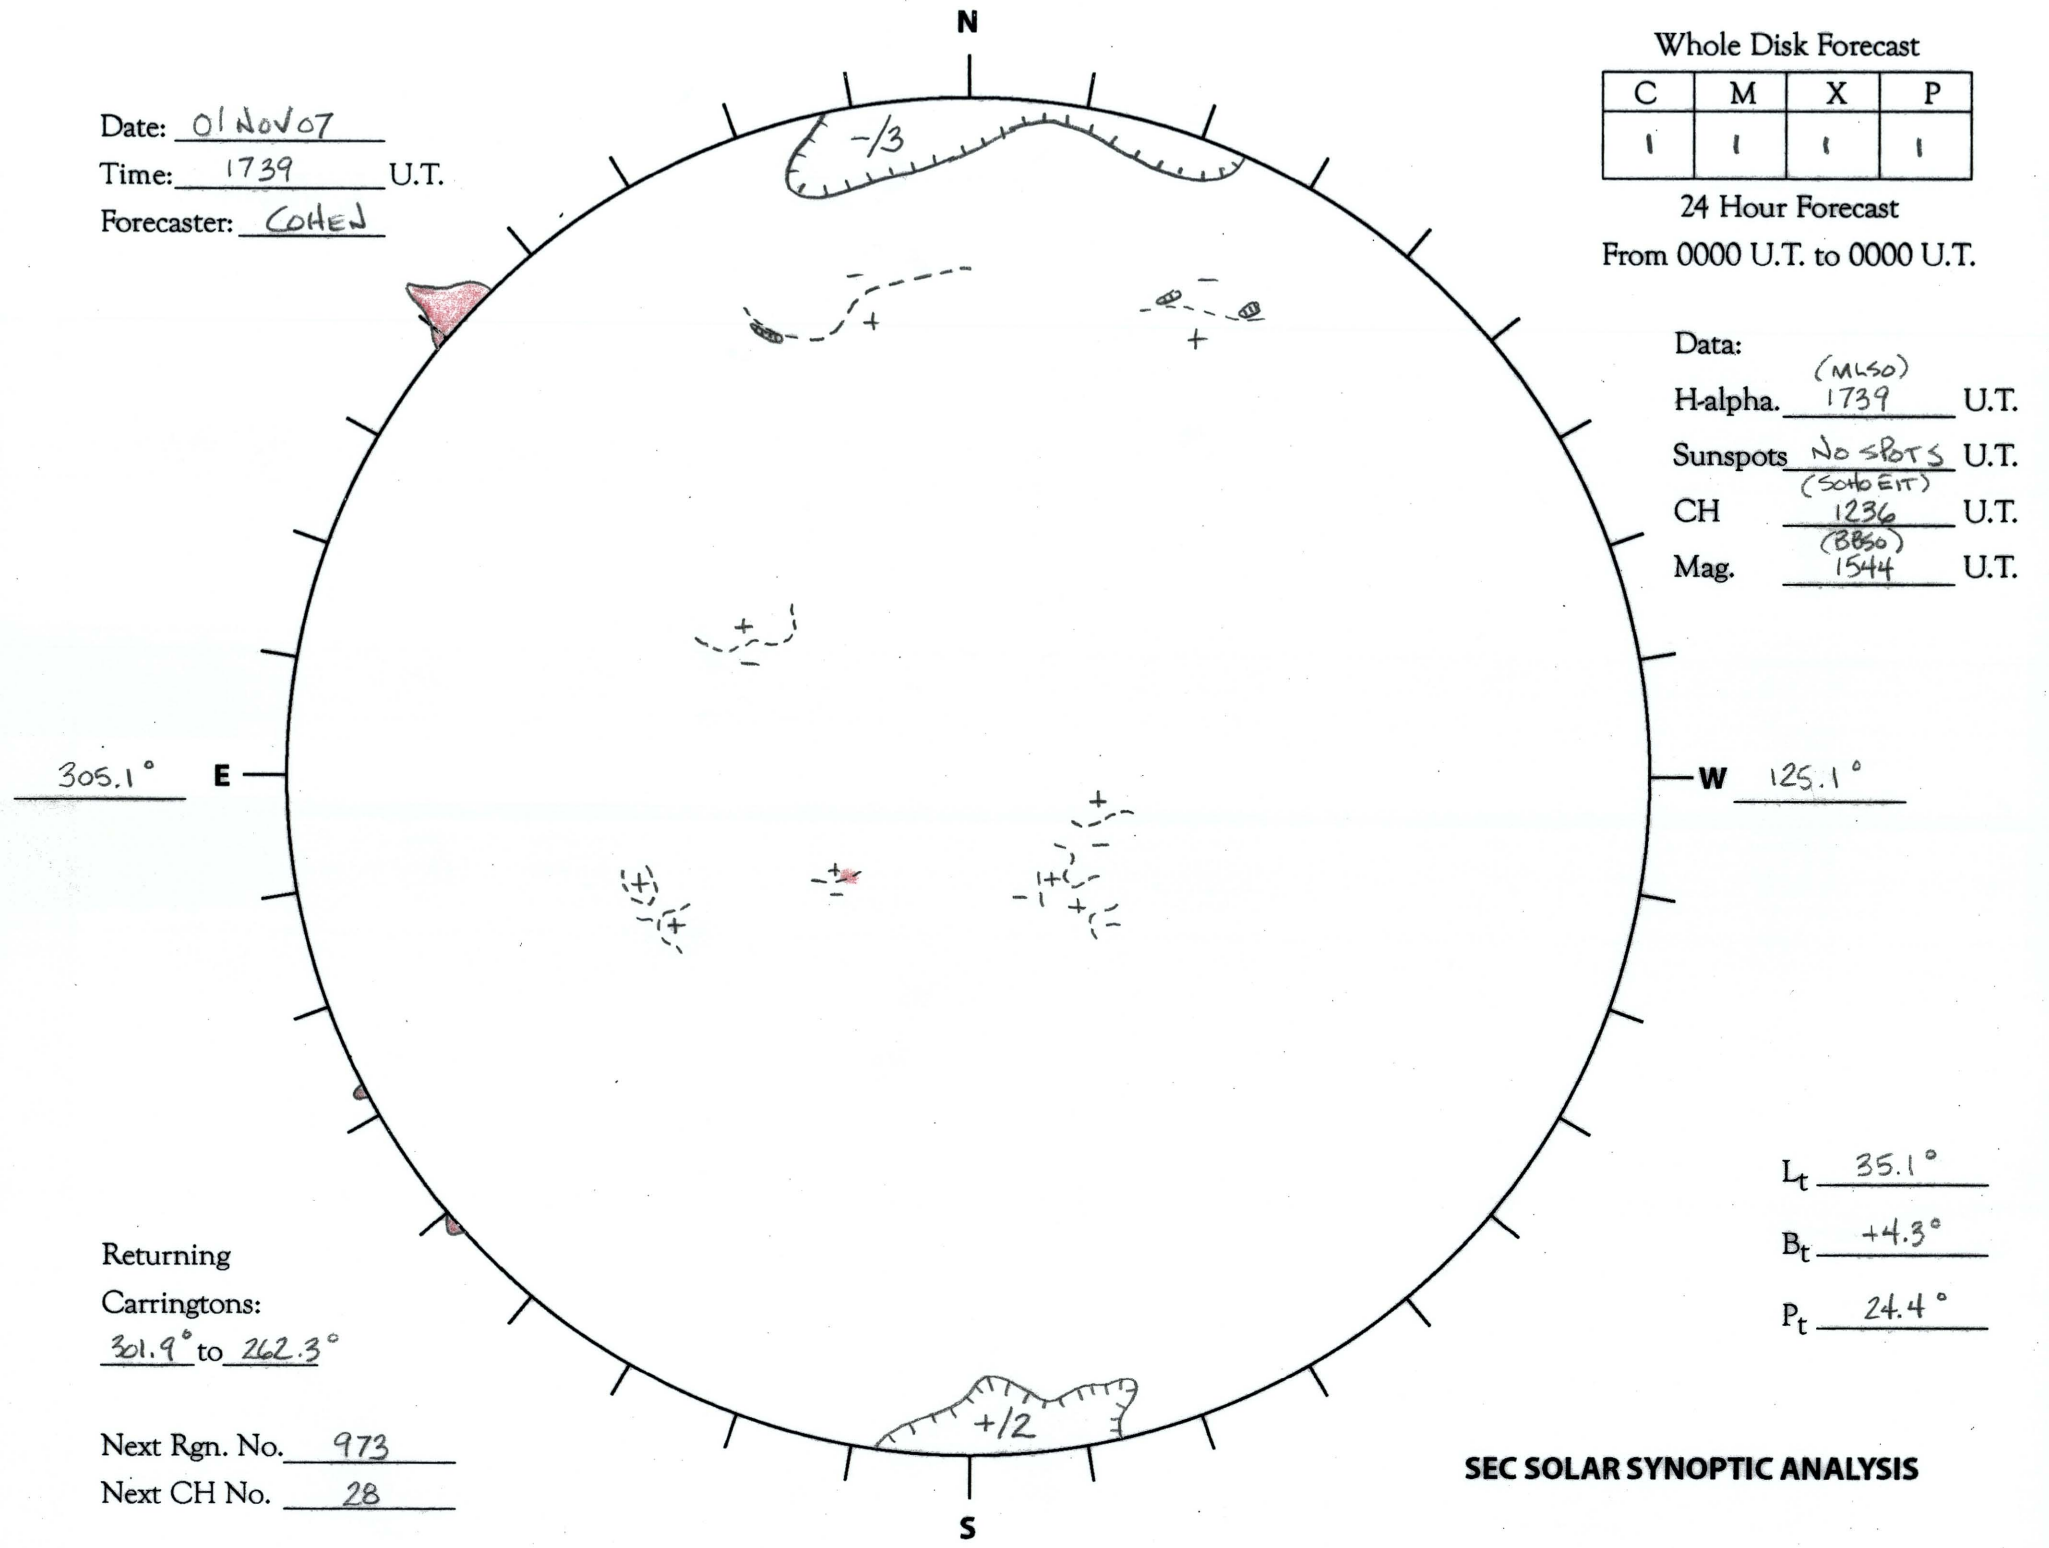 N
Date: 01 NOV 07
Time: 1739 U.T.
Forecaster: COHEN
Whole Disk Forecast
C M X P
1 1 1 1
24 Hour Forecast
From 0000 U.T. to 0000 U.T.
-/3
- +
- +
Data:
(MLSO)
H-alpha. 1739 U.T.
Sunspots NO SPOTS U.T.
(SOHO EIT)
CH 1236 U.T.
(BBSO)
Mag. 1544 U.T.
+
-
305.1° E
W 125.1°
+
-
+ - +
+ -
- + + -
Lt 35.1°
Bt +4.3°
Pt 24.4°
Returning
Carringtons:
301.9° to 262.3°
+/2
Next Rgn. No. 973
Next CH No. 28
SEC SOLAR SYNOPTIC ANALYSIS
S